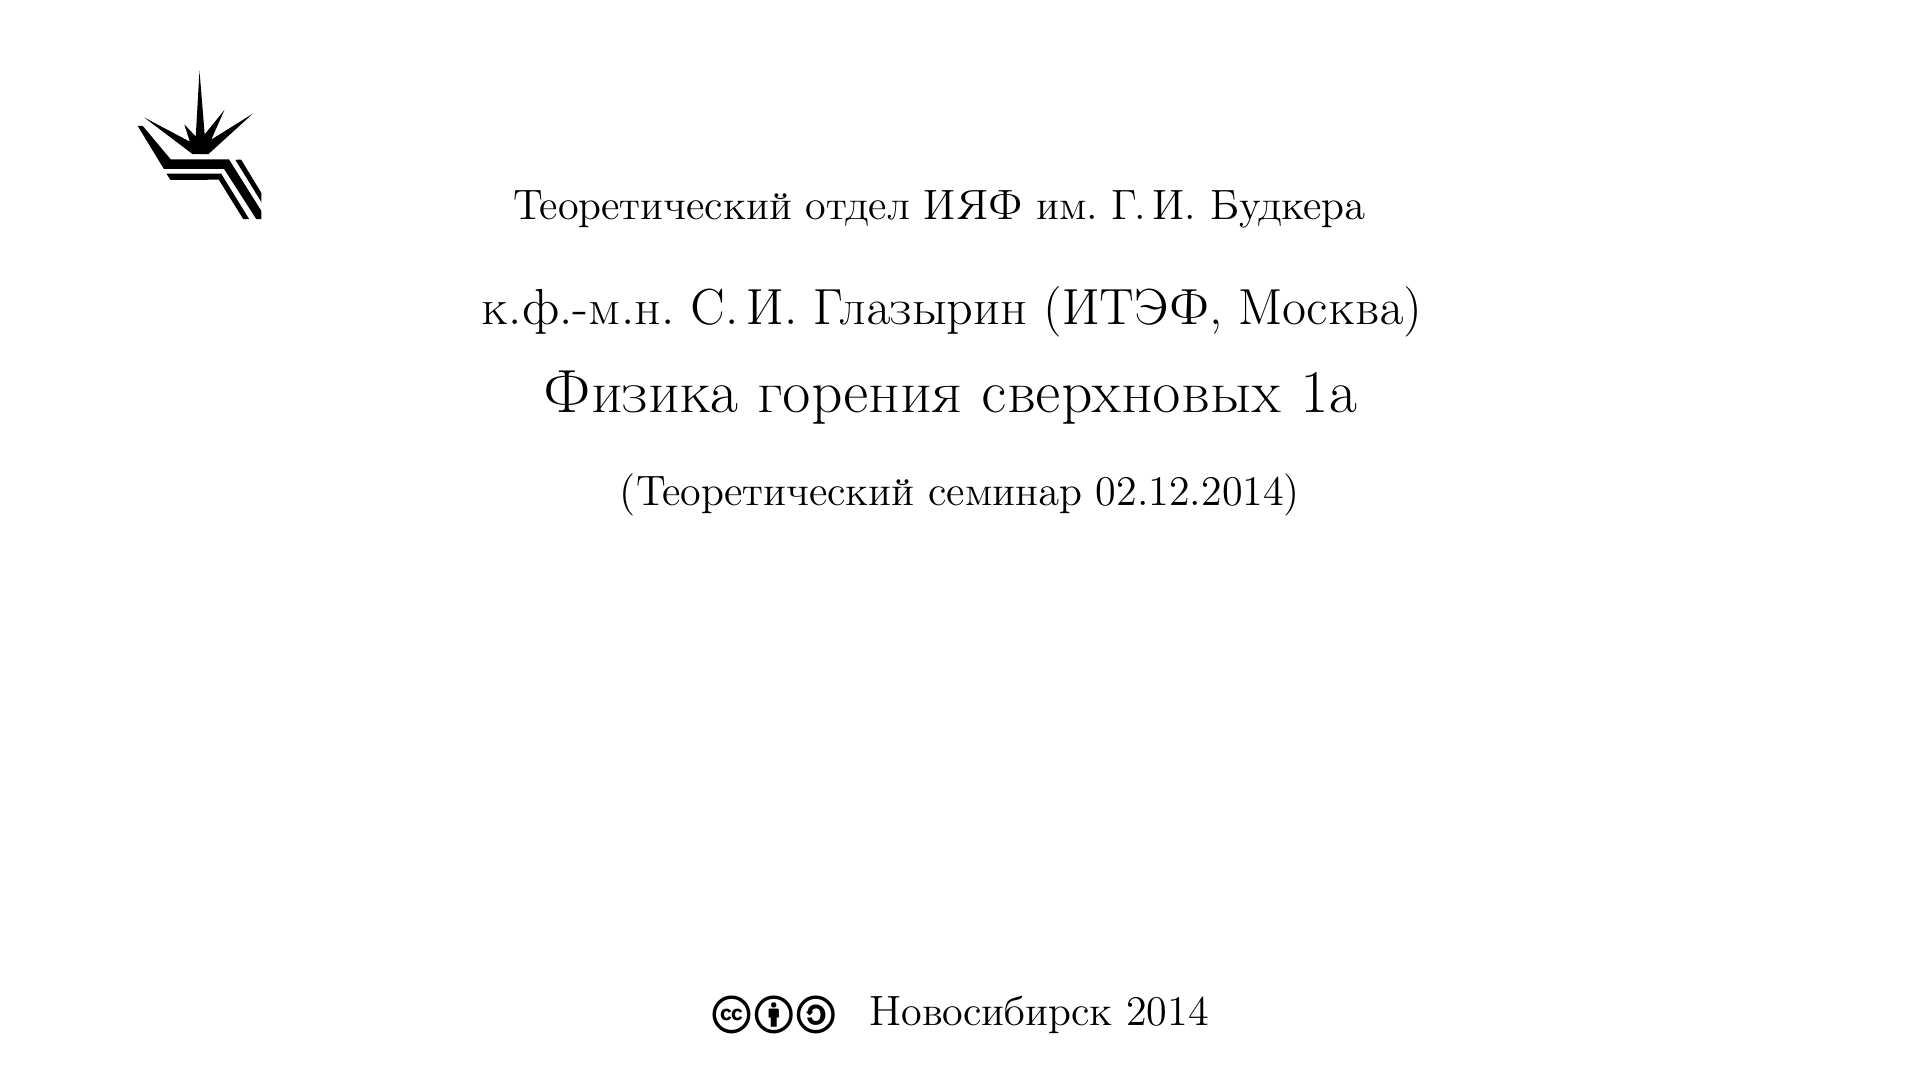 Теоретический отдел ИЯФ им. Г. И. Будкера
к.ф.-м.н. С. И. Глазырин (ИТЭФ, Москва)
Физика горения сверхновых 1а
(Теоретический семинар 02.12.2014)
cc Новосибирск 2014